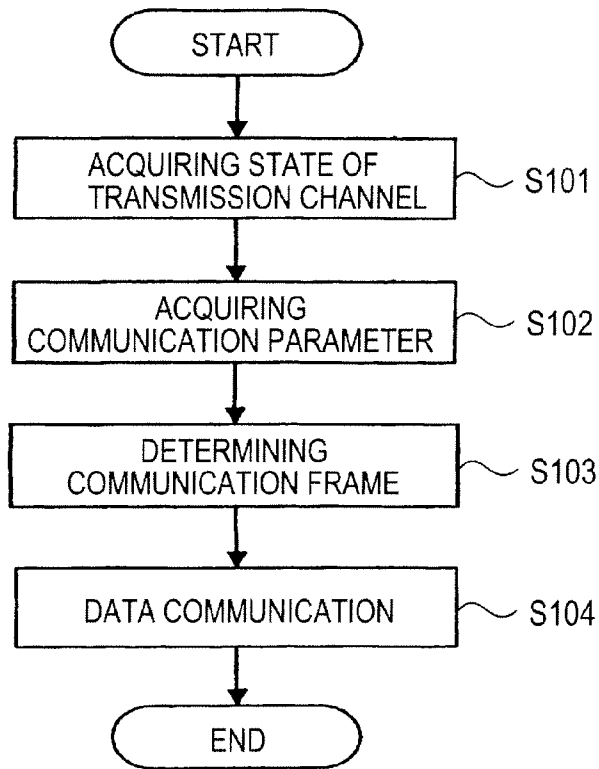 START
ACQUIRING STATE OF
TRANSMISSION CHANNEL
S101
ACQUIRING
COMMUNICATION PARAMETER
S102
DETERMINING
COMMUNICATION FRAME
S103
DATA COMMUNICATION
S104
END